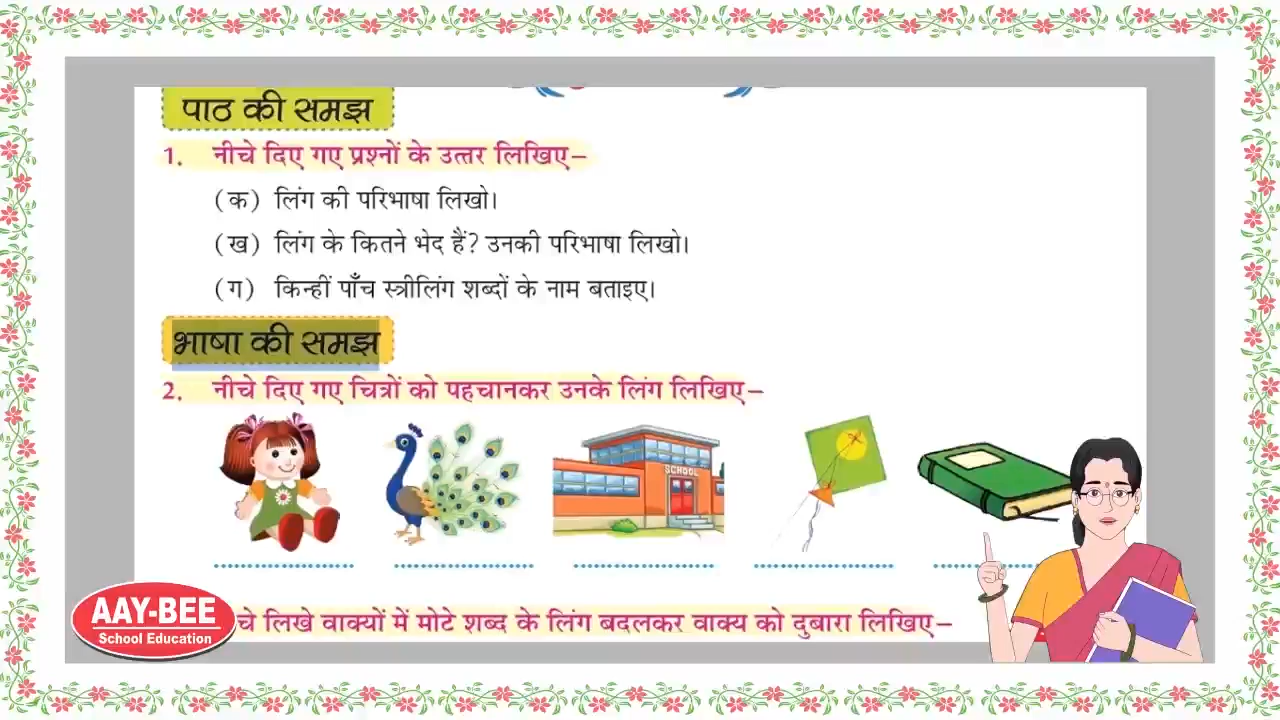 पाठ की समझ
1. नीचे दिए गए प्रश्नों के उत्तर लिखिए–
(क) लिंग की परिभाषा लिखो।
(ख) लिंग के कितने भेद हैं? उनकी परिभाषा लिखो।
(ग) किन्हीं पाँच स्त्रीलिंग शब्दों के नाम बताइए।
भाषा की समझ
2. नीचे दिए गए चित्रों को पहचानकर उनके लिंग लिखिए–
SCHOOL
AAY-BEE
School Education
चे लिखे वाक्यों में मोटे शब्द के लिंग बदलकर वाक्य को दुबारा लिखिए–